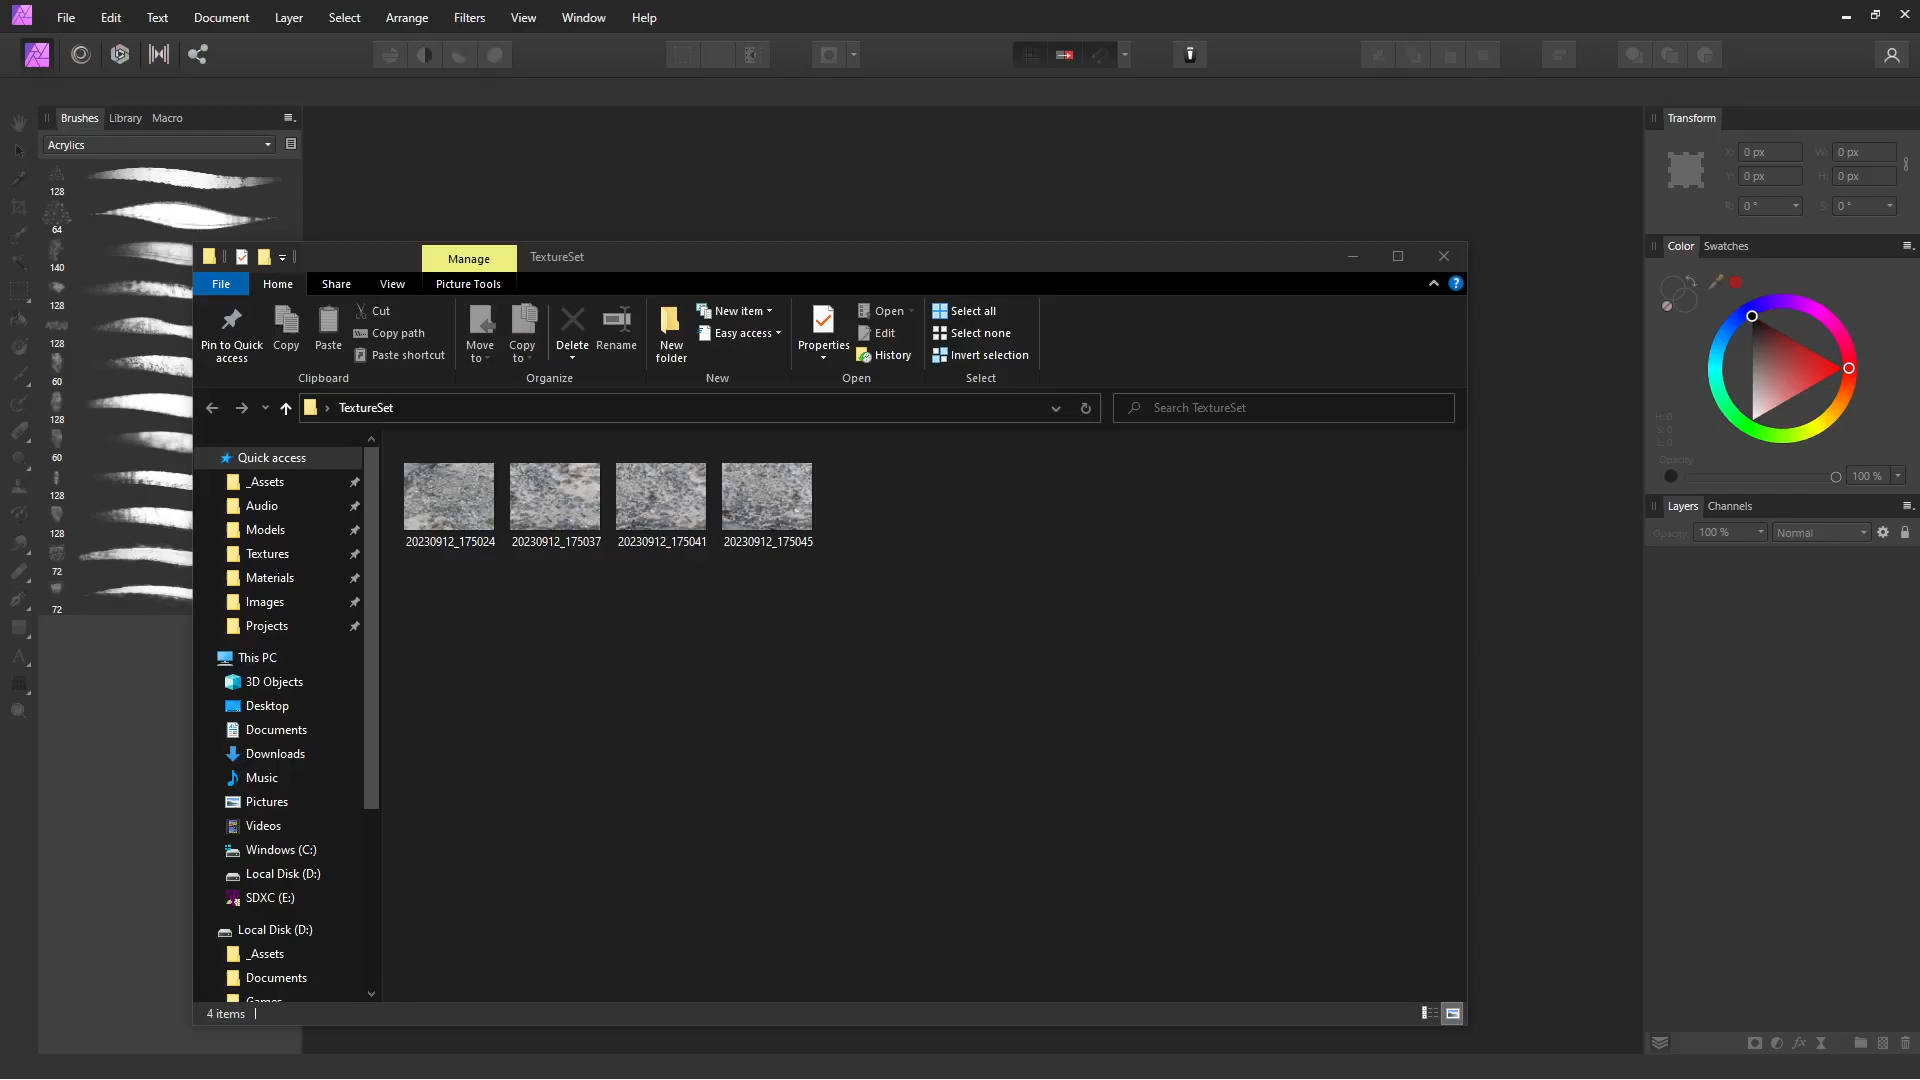 File Edit Text Document Layer Select Arrange Filters View Window Help
Brushes Library Macro
Acrylics
128
64
140
128
128
60
128
60
128
128
72
72
Manage TextureSet
File Home Share View Picture Tools
Pin to Quick access
Copy
Paste
Cut
Copy path
Paste shortcut
Clipboard
Move to
Copy to
Delete
Rename
Organize
New folder
New item
Easy access
New
Properties
Open
Edit
History
Open
Select all
Select none
Invert selection
Select
TextureSet
Search TextureSet
Quick access
_Assets
Audio
Models
Textures
Materials
Images
Projects
This PC
3D Objects
Desktop
Documents
Downloads
Music
Pictures
Videos
Windows (C:)
Local Disk (D:)
SDXC (E:)
Local Disk (D:)
_Assets
Documents
Games
20230912_175024 20230912_175037 20230912_175041 20230912_175045
4 items
Transform
X: 0 px W: 0 px
Y: 0 px H: 0 px
R: 0 ° S: 0 °
Color Swatches
H: 0
S: 0
L: 0
Opacity
100 %
Layers Channels
Opacity: 100 % Normal